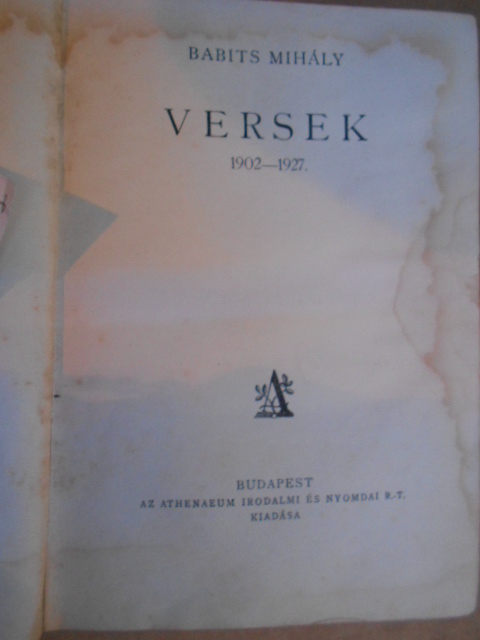 BABITS MIHÁLY
VERSEK
1902—1927.
A
BUDAPEST
AZ ATHENAEUM IRODALMI ÉS NYOMDAI R.-T.
KIADÁSA